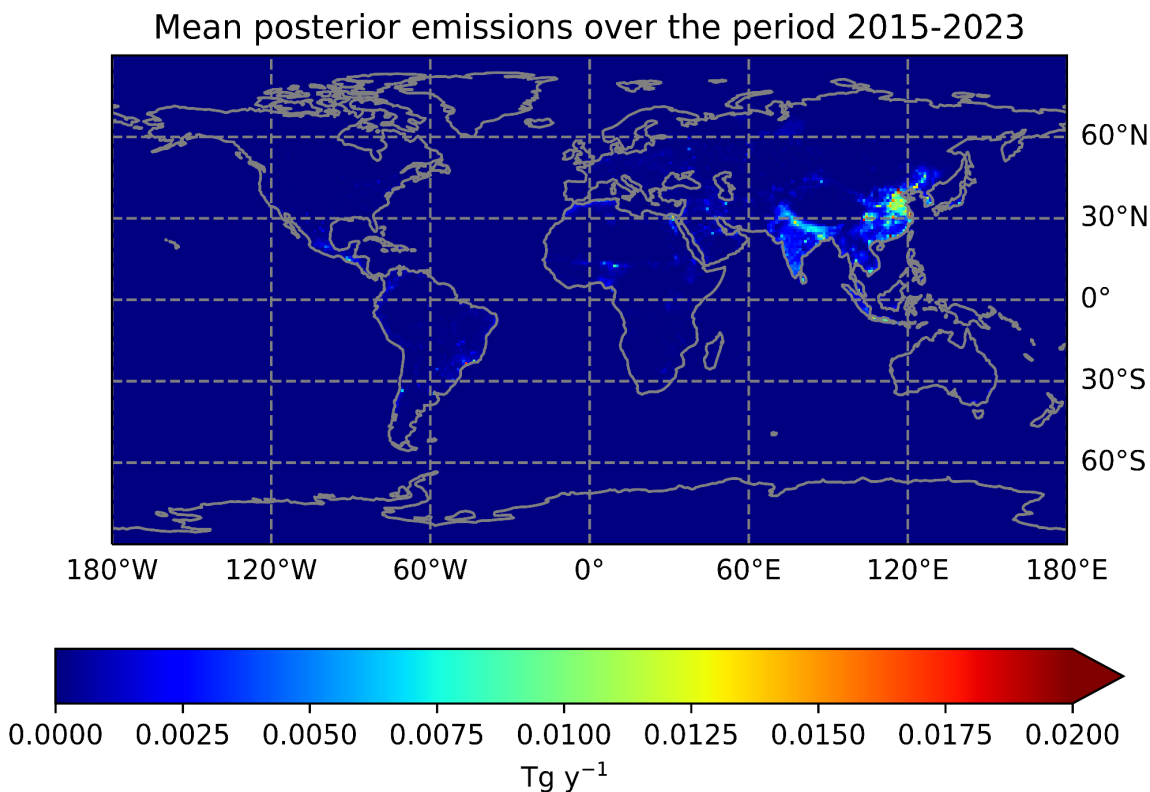 Mean posterior emissions over the period 2015-2023
60°N
30°N
0°
30°S
60°S
180°W 120°W 60°W 0° 60°E 120°E 180°E
0.0000 0.0025 0.0050 0.0075 0.0100 0.0125 0.0150 0.0175 0.0200
Tg y⁻¹